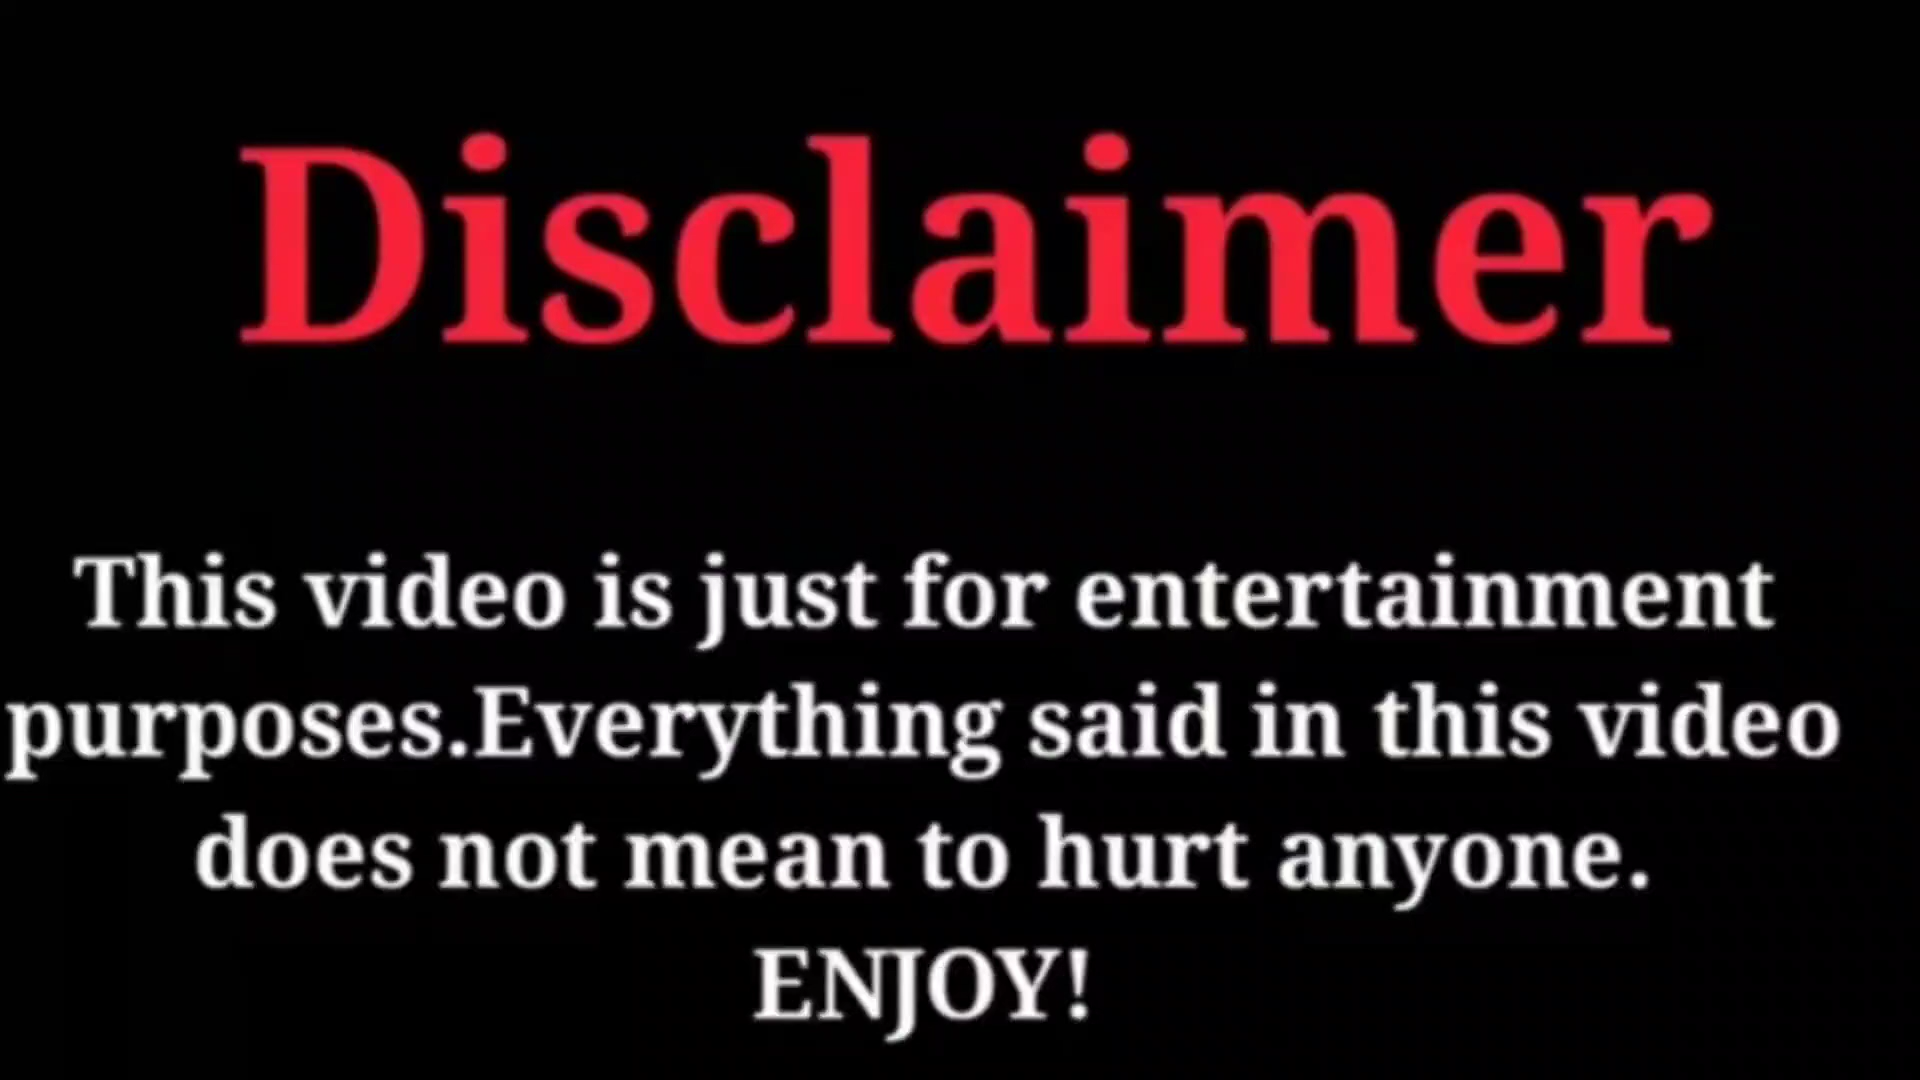 Disclaimer
This video is just for entertainment
purposes.Everything said in this video
does not mean to hurt anyone.
ENJOY!